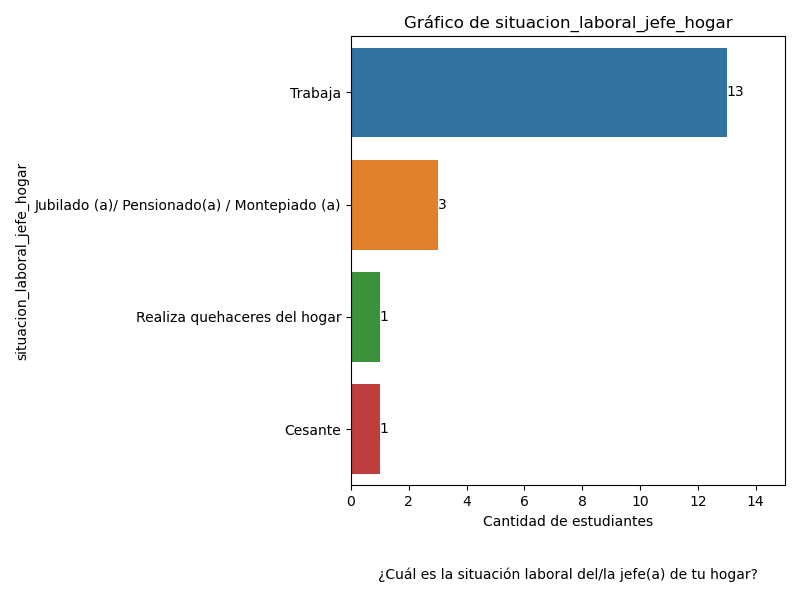 Gráfico de situacion_laboral_jefe_hogar
situacion_laboral_jefe_hogar
Trabaja
13
Jubilado (a)/ Pensionado(a) / Montepiado (a)
3
Realiza quehaceres del hogar
1
Cesante
1
0 2 4 6 8 10 12 14
Cantidad de estudiantes
¿Cuál es la situación laboral del/la jefe(a) de tu hogar?